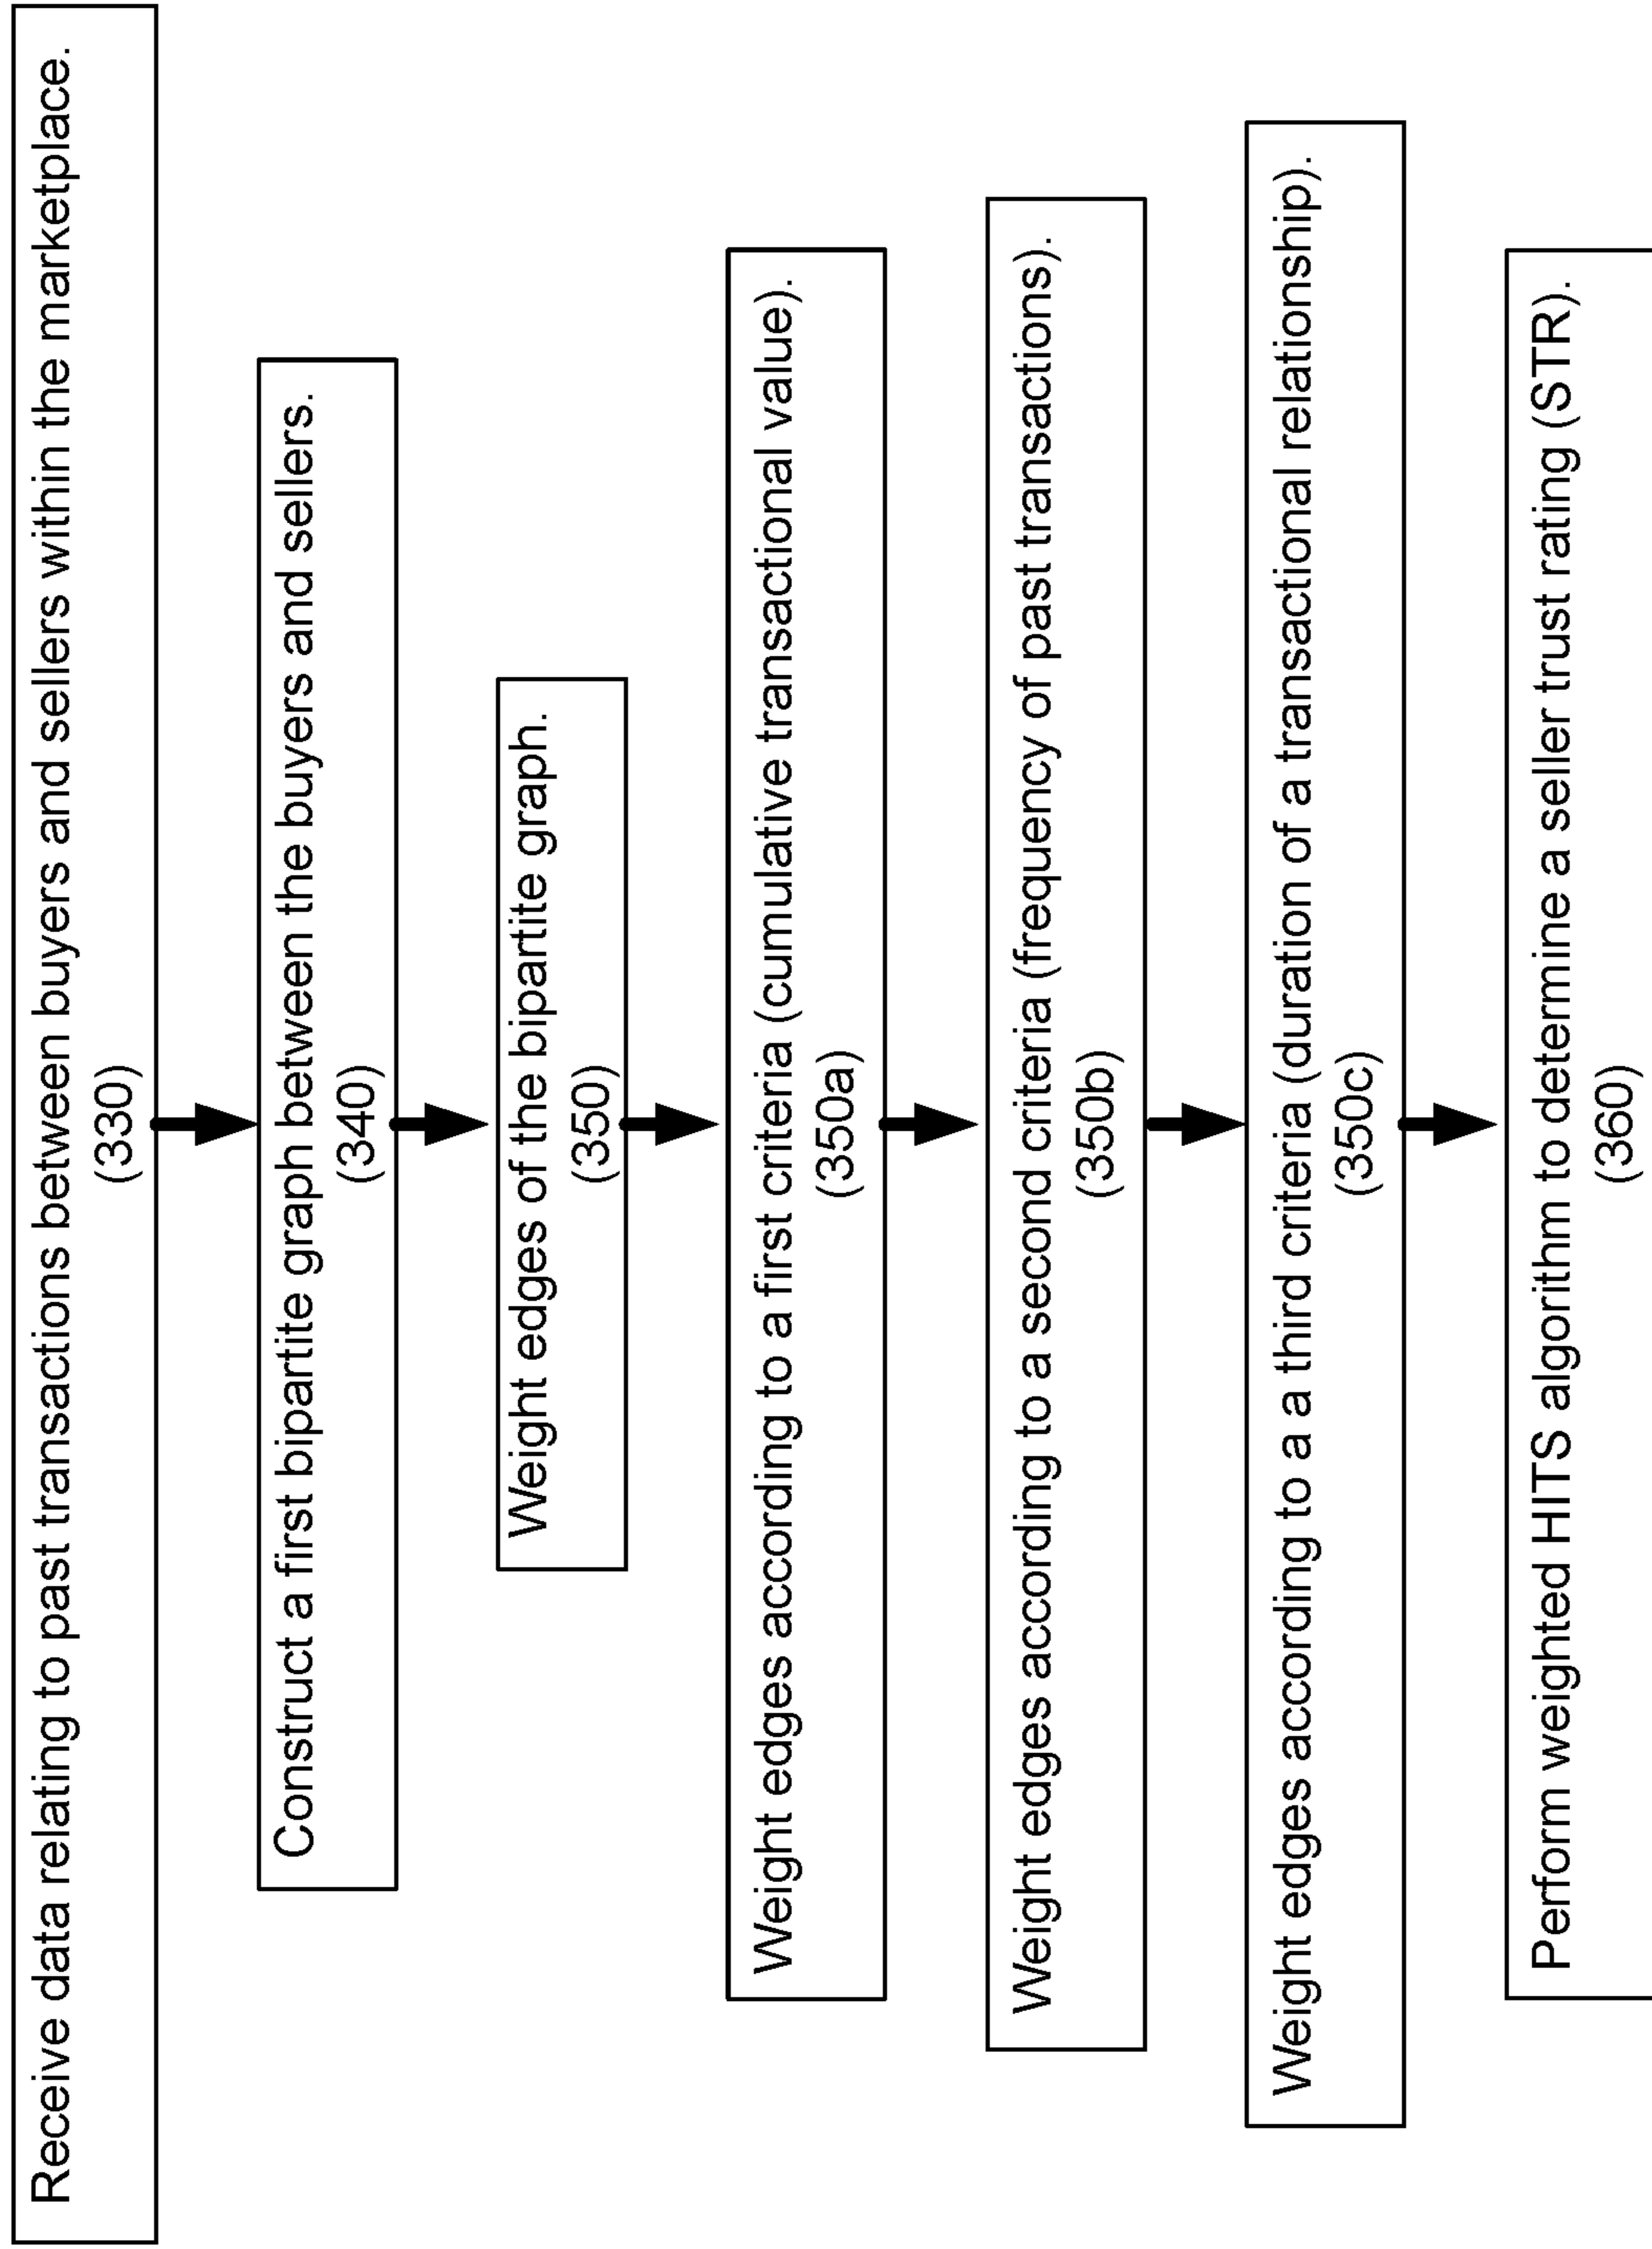 Receive data relating to past transactions between buyers and sellers within the marketplace.
(330)
Construct a first bipartite graph between the buyers and sellers.
(340)
Weight edges of the bipartite graph.
(350)
Weight edges according to a first criteria (cumulative transactional value).
(350a)
Weight edges according to a second criteria (frequency of past transactions).
(350b)
Weight edges according to a a third criteria (duration of a transactional relationship).
(350c)
Perform weighted HITS algorithm to determine a seller trust rating (STR).
(360)